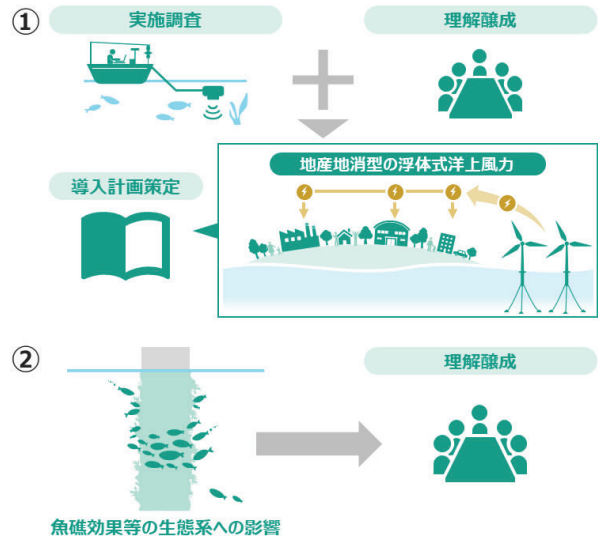 ①
実施調査
理解醸成
導入計画策定
地産地消型の浮体式洋上風力
②
理解醸成
魚礁効果等の生態系への影響